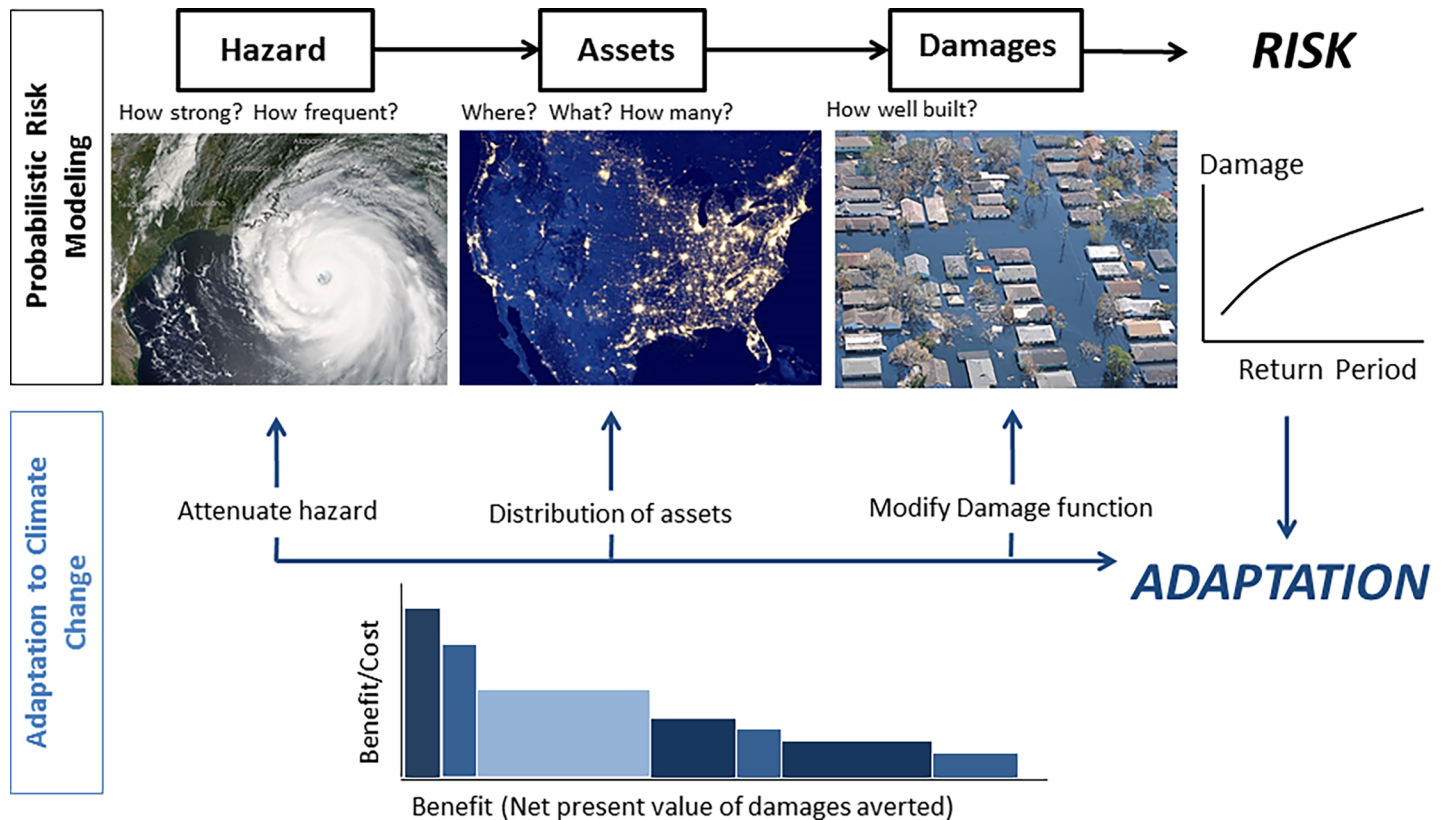 Probabilistic Risk
Modeling
Hazard
Assets
Damages
RISK
How strong? How frequent?
Where? What? How many?
How well built?
Alabama
Louisiana
Damage
Return Period
Adaptation to Climate
Change
Attenuate hazard
Distribution of assets
Modify Damage function
ADAPTATION
Benefit/Cost
Benefit (Net present value of damages averted)